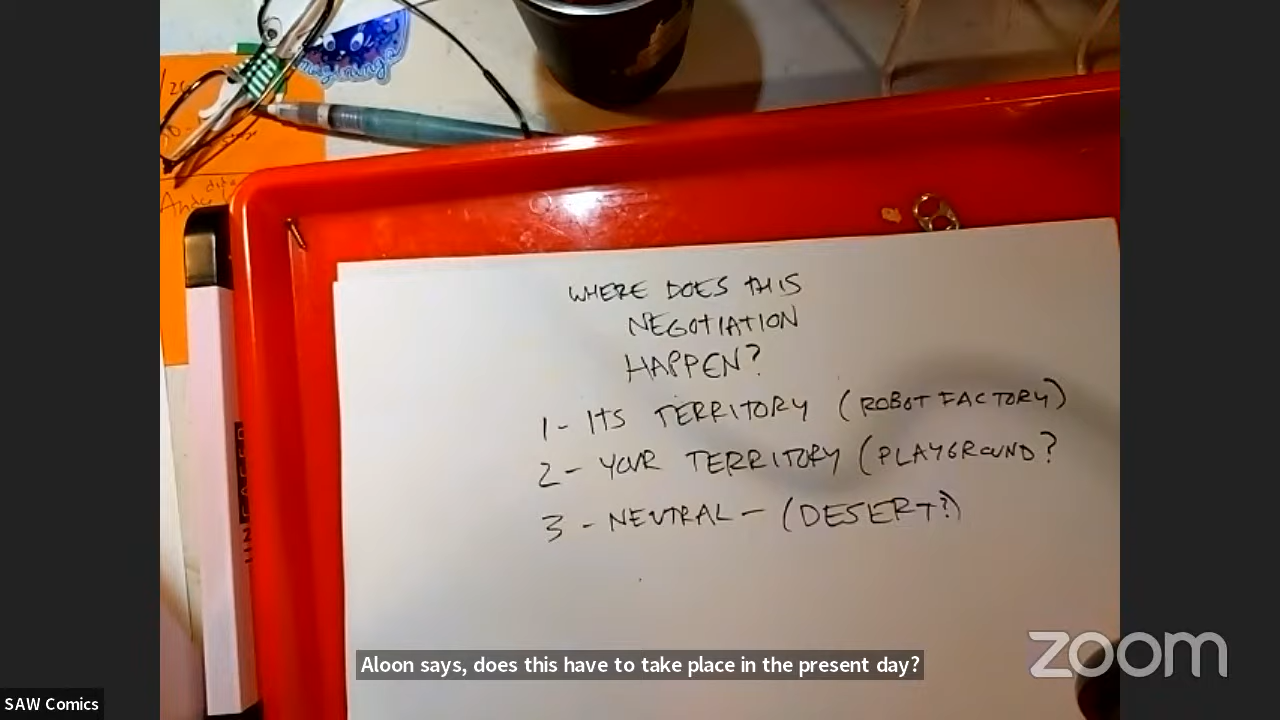 imagining
WHERE DOES THIS
NEGOTIATION
HAPPEN?
1- ITS TERRITORY (ROBOT FACTORY)
2- YOUR TERRITORY (PLAYGROUND?
3 - NEUTRAL - (DESERT?)
Aloon says, does this have to take place in the present day?
zoom
SAW Comics